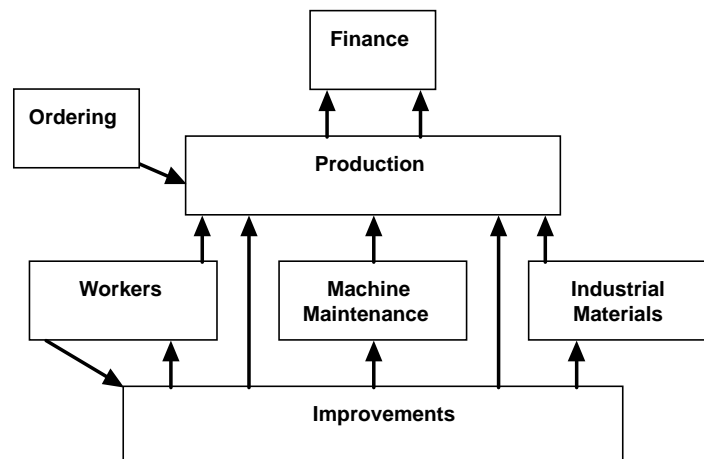 Finance
Ordering
Production
Workers
Machine
Maintenance
Industrial
Materials
Improvements